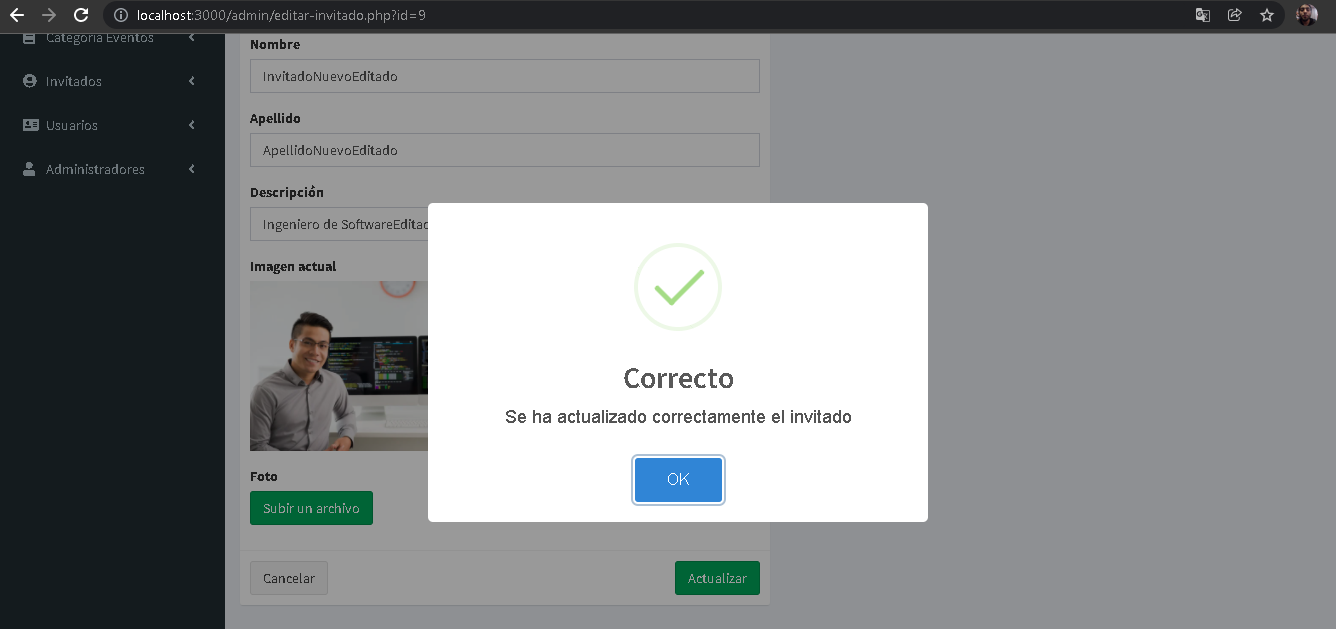 localhost:3000/admin/editar-invitado.php?id=9
Categoria Eventos
Invitados
Usuarios
Administradores
Nombre
InvitadoNuevoEditado
Apellido
ApellidoNuevoEditado
Descripción
Ingeniero de SoftwareEditad
Imagen actual
Foto
Subir un archivo
Cancelar
Actualizar
Correcto
Se ha actualizado correctamente el invitado
OK